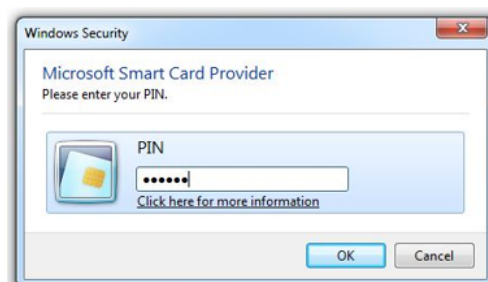 Windows Security
Microsoft Smart Card Provider
Please enter your PIN.
PIN
••••••
Click here for more information
OK
Cancel